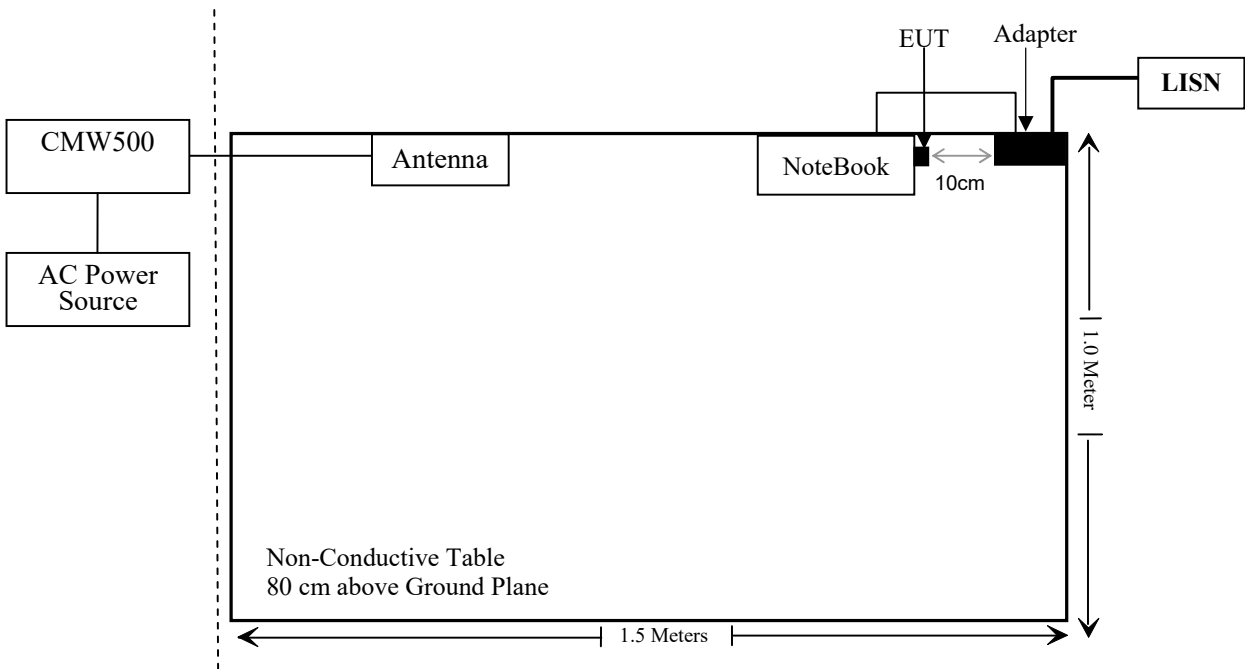 EUT
Adapter
LISN
CMW500
Antenna
NoteBook
10cm
AC Power
Source
1.0 Meter
Non-Conductive Table
80 cm above Ground Plane
1.5 Meters